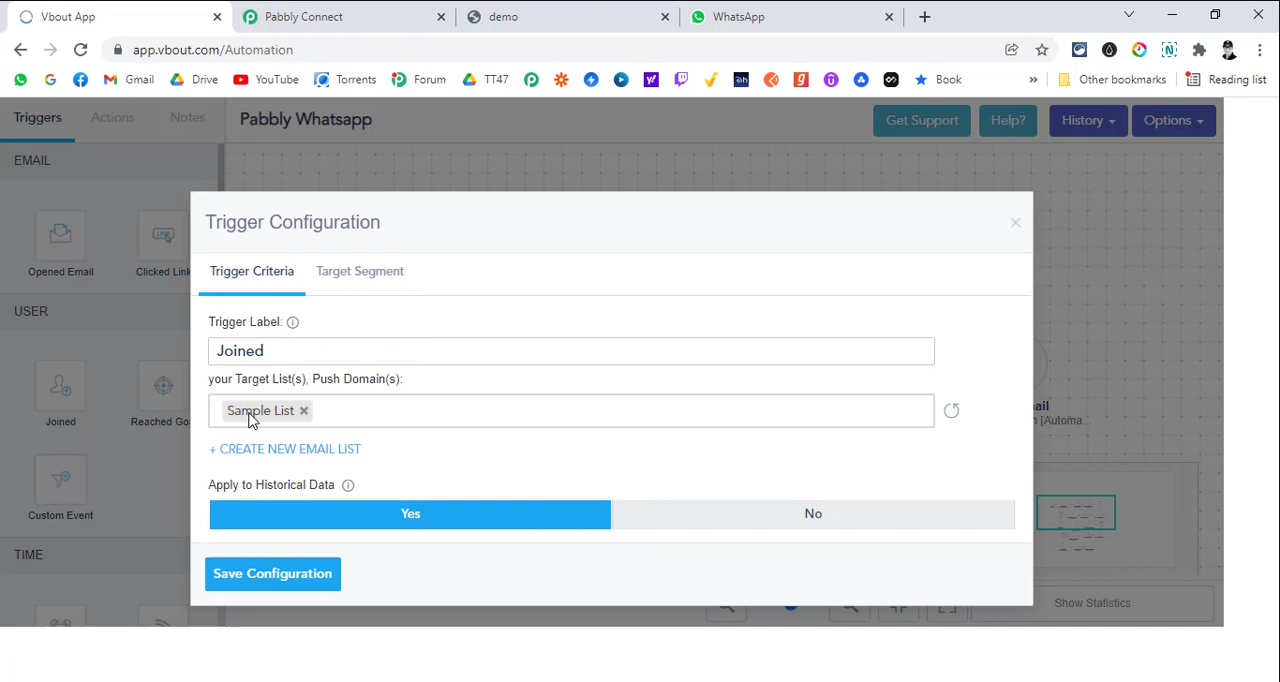 Vbout App
Pabbly Connect
demo
WhatsApp
app.vbout.com/Automation
Gmail
Drive
YouTube
Torrents
Forum
TT47
Book
»
Other bookmarks
Reading list
Triggers
Actions
Notes
Pabbly Whatsapp
Get Support
Help?
History
Options
EMAIL
Opened Email
Clicked Link
USER
Joined
Reached Goa
Custom Event
TIME
Trigger Configuration
Trigger Criteria
Target Segment
Trigger Label:
Joined
your Target List(s), Push Domain(s):
Sample List
+ CREATE NEW EMAIL LIST
Apply to Historical Data
Yes
No
Save Configuration
ail
n [Automa...
Show Statistics